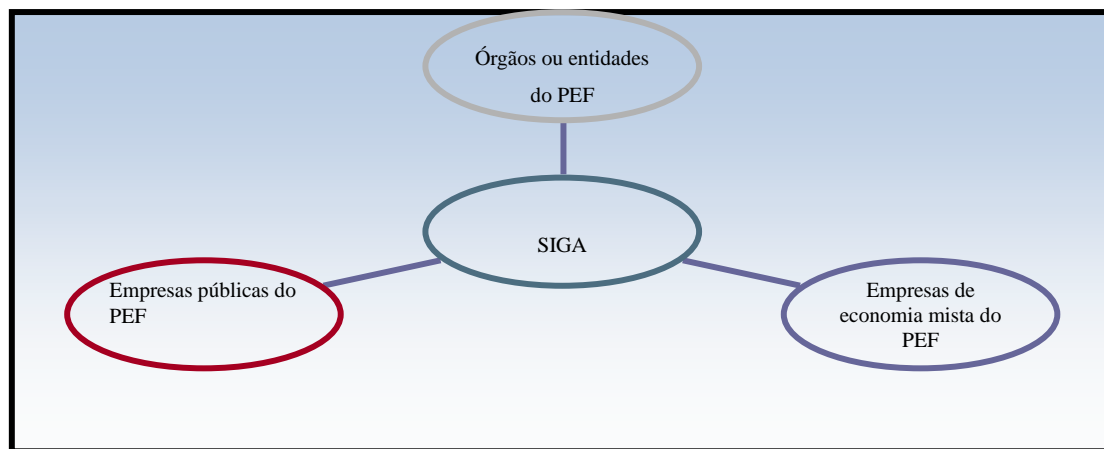 Órgãos ou entidades
do PEF
SIGA
Empresas públicas do
PEF
Empresas de
economia mista do
PEF